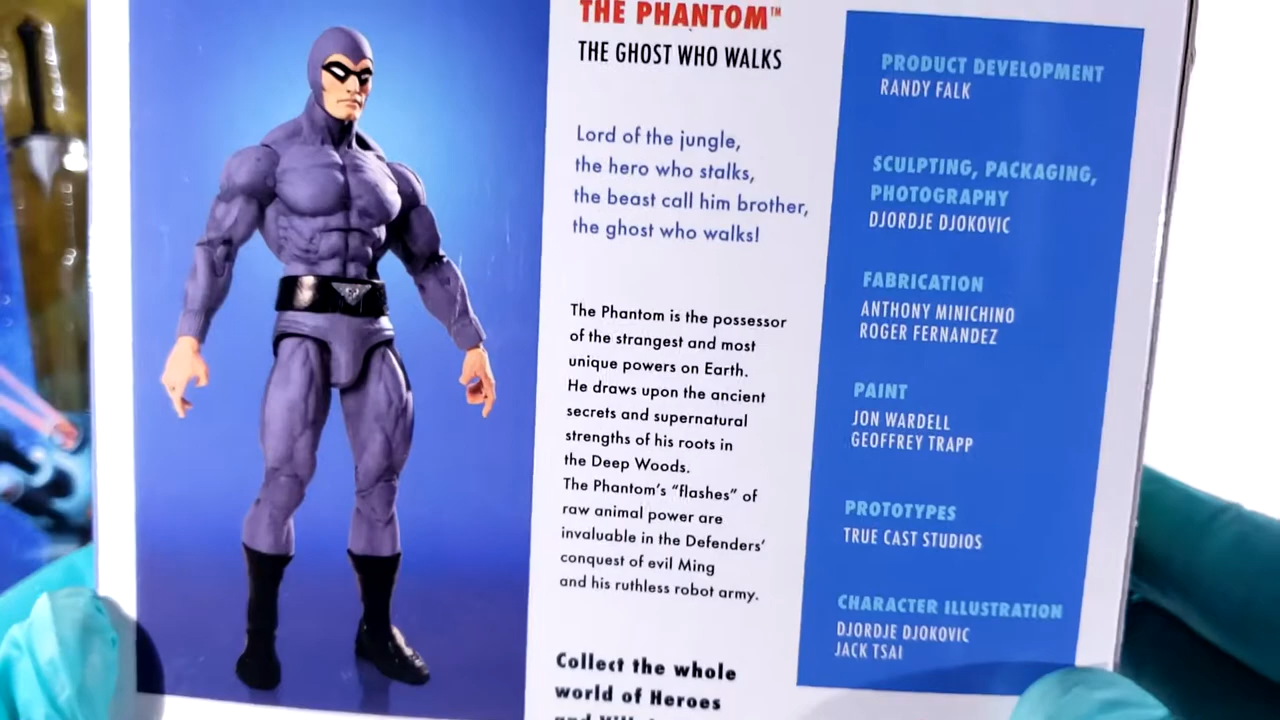 THE PHANTOM™
THE GHOST WHO WALKS
Lord of the jungle,
the hero who stalks,
the beast call him brother,
the ghost who walks!
The Phantom is the possessor
of the strangest and most
unique powers on Earth.
He draws upon the ancient
secrets and supernatural
strengths of his roots in
the Deep Woods.
The Phantom's "flashes" of
raw animal power are
invaluable in the Defenders'
conquest of evil Ming
and his ruthless robot army.
Collect the whole
world of Heroes
PRODUCT DEVELOPMENT
RANDY FALK
SCULPTING, PACKAGING,
PHOTOGRAPHY
DJORDJE DJOKOVIC
FABRICATION
ANTHONY MINICHINO
ROGER FERNANDEZ
PAINT
JON WARDELL
GEOFFREY TRAPP
PROTOTYPES
TRUE CAST STUDIOS
CHARACTER ILLUSTRATION
DJORDJE DJOKOVIC
JACK TSAI